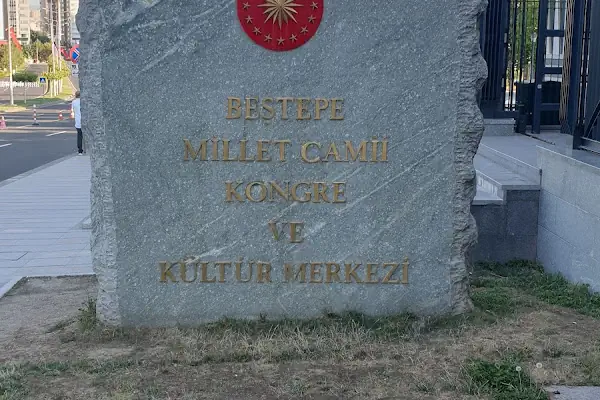 BEŞTEPE
MİLLET CAMİİ
KONGRE
VE
KÜLTÜR MERKEZİ